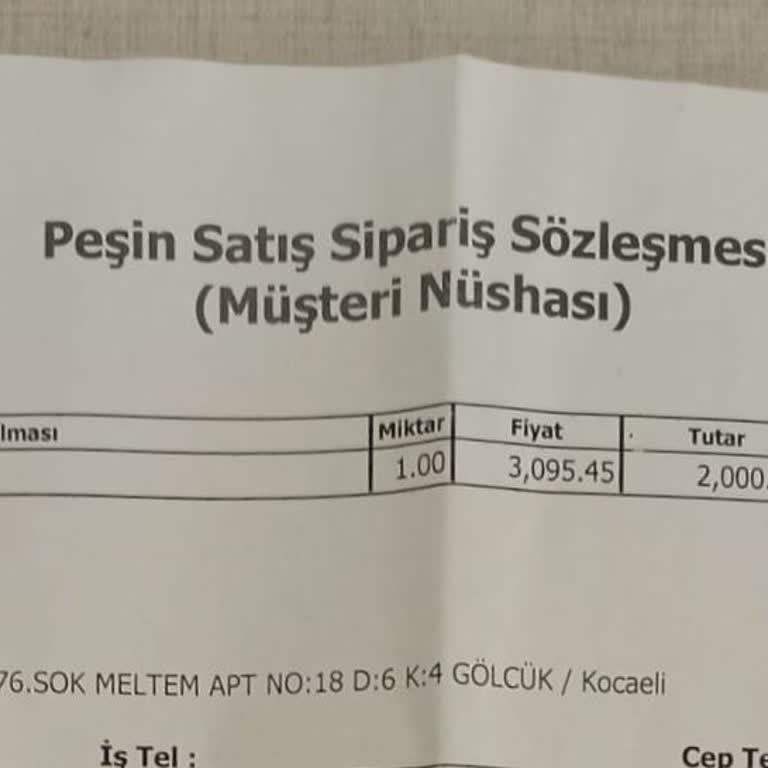 Peşin Satış Sipariş Sözleşmes
(Müşteri Nüshası)
lması Miktar Fiyat Tutar
1.00 3,095.45 2,000.
76.SOK MELTEM APT NO:18 D:6 K:4 GÖLCÜK / Kocaeli
İş Tel : Cep Te